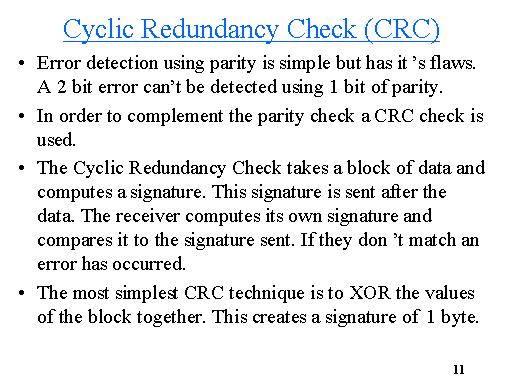 Cyclic Redundancy Check (CRC)
• Error detection using parity is simple but has it ’s flaws.
A 2 bit error can’t be detected using 1 bit of parity.
• In order to complement the parity check a CRC check is
used.
• The Cyclic Redundancy Check takes a block of data and
computes a signature. This signature is sent after the
data. The receiver computes its own signature and
compares it to the signature sent. If they don ’t match an
error has occurred.
• The most simplest CRC technique is to XOR the values
of the block together. This creates a signature of 1 byte.
11